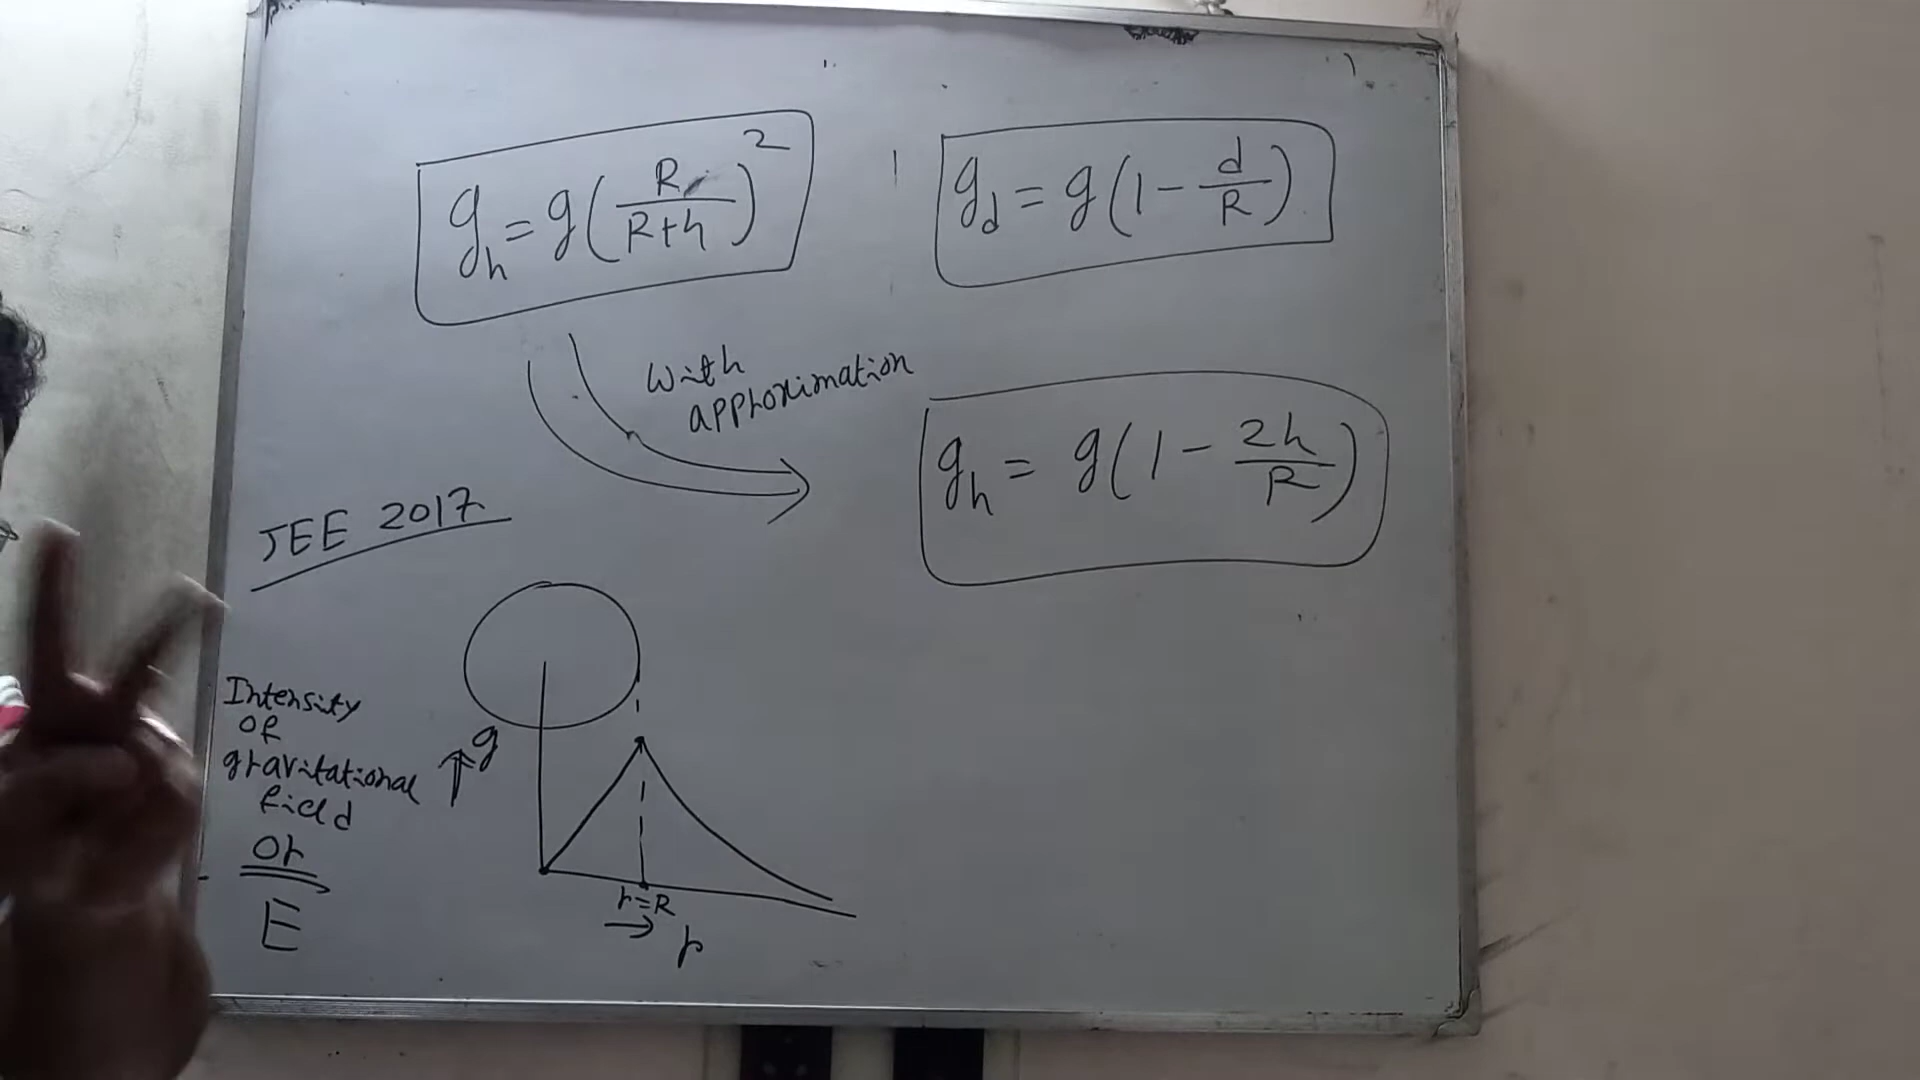 g_h = g(R/(R+h))^2
g_d = g(1 - d/R)
With
approximation
g_h = g(1 - 2h/R)
JEE 2017
Intensity
of
gravitational
field
or
E
g
r=R
r